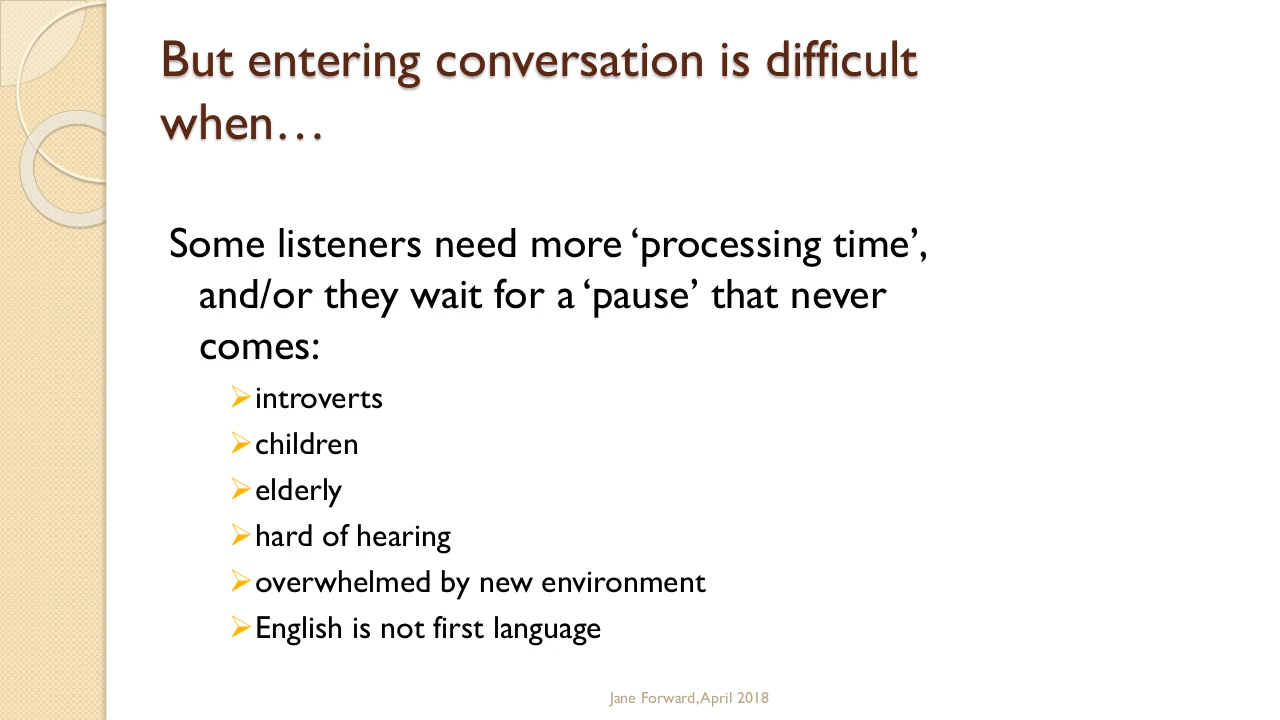 But entering conversation is difficult
when…
Some listeners need more ‘processing time’,
and/or they wait for a ‘pause’ that never
comes:
➢introverts
➢children
➢elderly
➢hard of hearing
➢overwhelmed by new environment
➢English is not first language
Jane Forward,April 2018